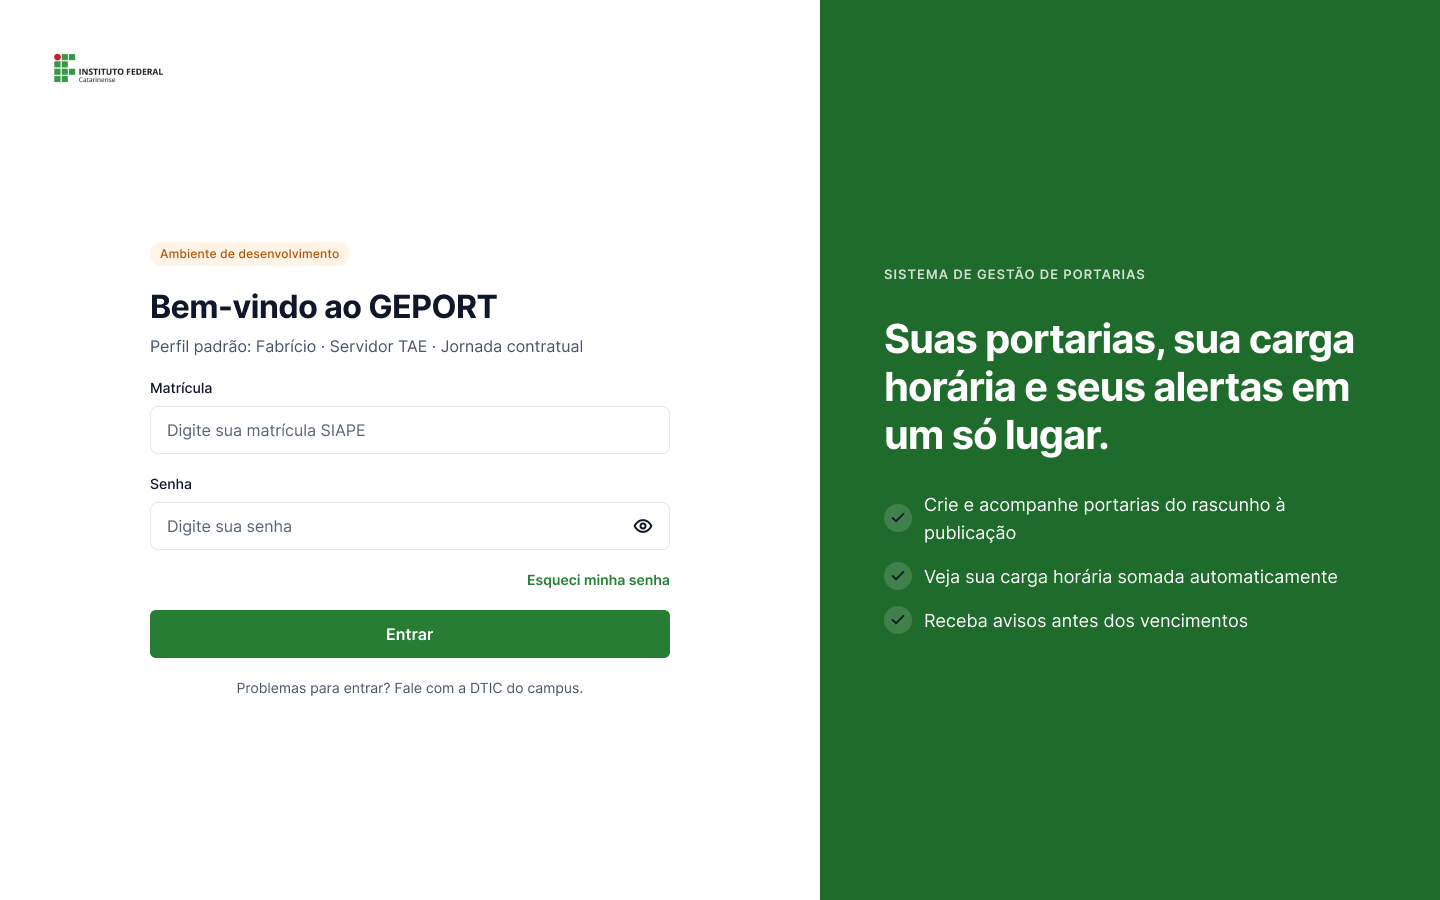 INSTITUTO FEDERAL
Catarinense
Ambiente de desenvolvimento
Bem-vindo ao GEPORT
Perfil padrão: Fabrício · Servidor TAE · Jornada contratual
Matrícula
Digite sua matrícula SIAPE
Senha
Digite sua senha
Esqueci minha senha
Entrar
Problemas para entrar? Fale com a DTIC do campus.
SISTEMA DE GESTÃO DE PORTARIAS
Suas portarias, sua carga
horária e seus alertas em
um só lugar.
Crie e acompanhe portarias do rascunho à
publicação
Veja sua carga horária somada automaticamente
Receba avisos antes dos vencimentos